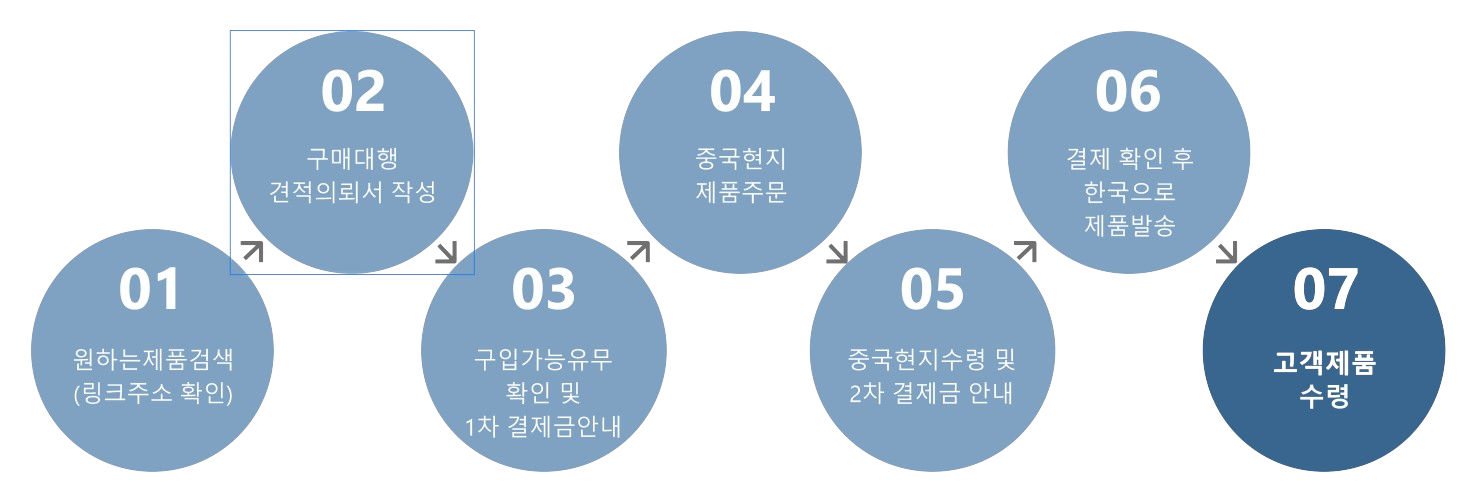 01
원하는제품검색
(링크주소 확인)
02
구매대행
견적의뢰서 작성
03
구입가능유무
확인 및
1차 결제금안내
04
중국현지
제품주문
05
중국현지수령 및
2차 결제금 안내
06
결제 확인 후
한국으로
제품발송
07
고객제품
수령